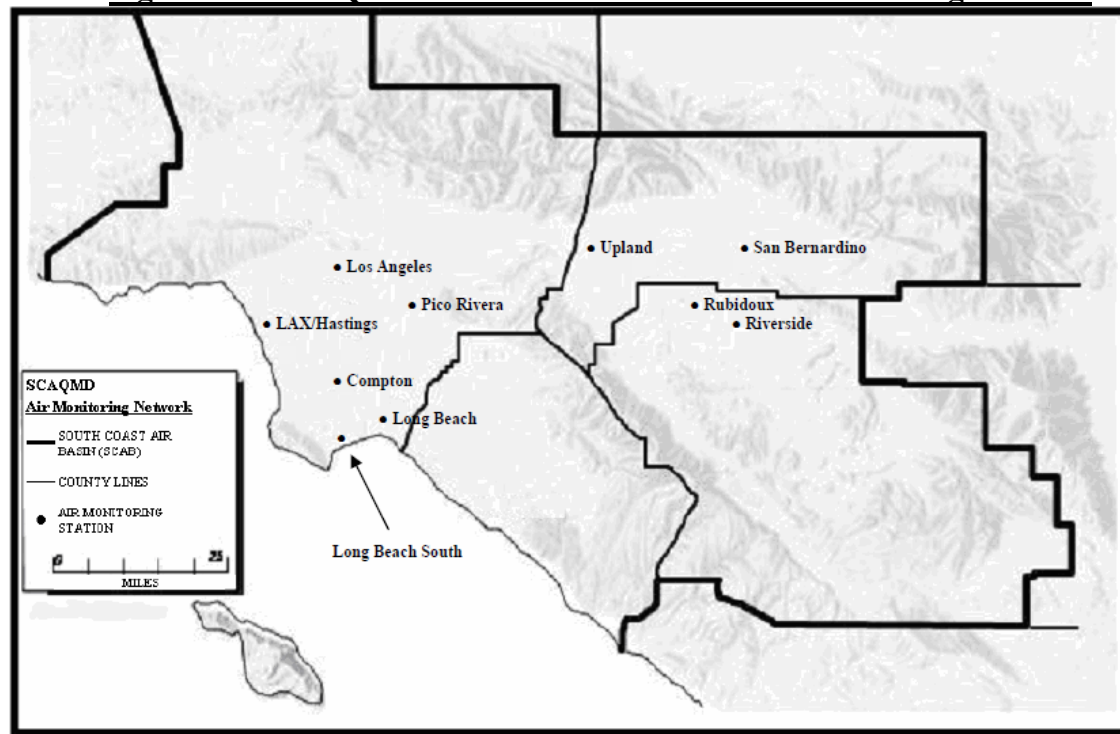 Upland
San Bernardino
Los Angeles
Pico Rivera
Rubidoux
LAX/Hastings
Riverside
Compton
Long Beach
Long Beach South
SCAQMD
Air Monitoring Network
SOUTH COAST AIR
BASIN (SCAB)
COUNTY LINES
AIR MONITORING
STATION
0 25
MILES